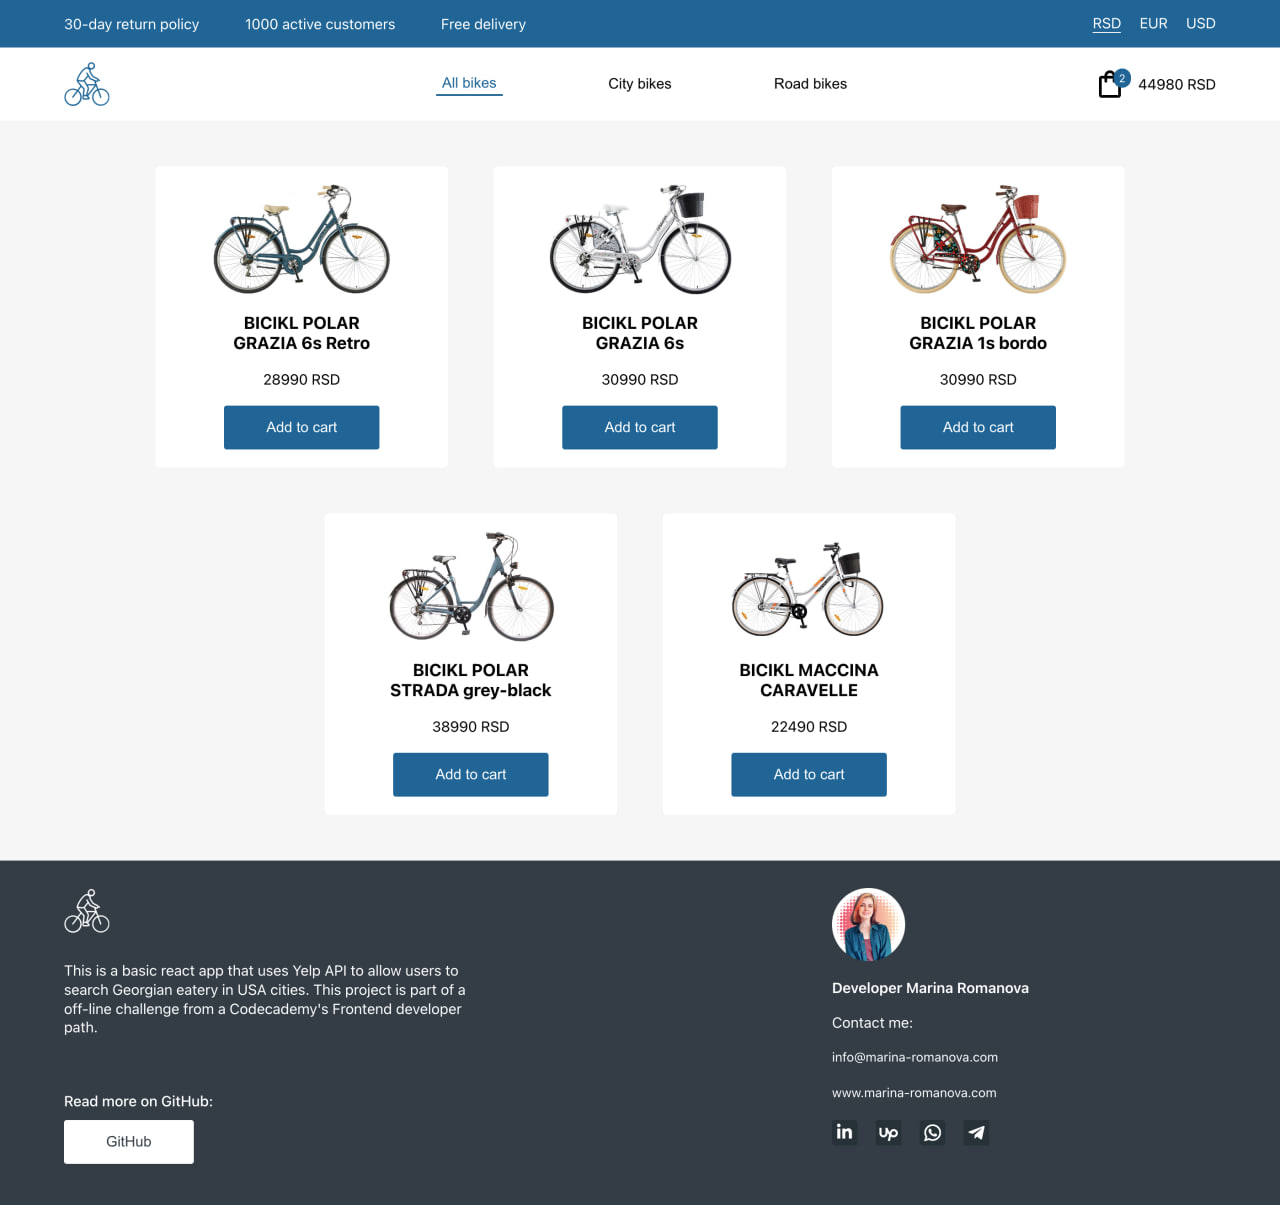 30-day return policy
1000 active customers
Free delivery
RSD
EUR
USD
All bikes
City bikes
Road bikes
2
44980 RSD
BICIKL POLAR
GRAZIA 6s Retro
28990 RSD
Add to cart
BICIKL POLAR
GRAZIA 6s
30990 RSD
Add to cart
BICIKL POLAR
GRAZIA 1s bordo
30990 RSD
Add to cart
BICIKL POLAR
STRADA grey-black
38990 RSD
Add to cart
BICIKL MACCINA
CARAVELLE
22490 RSD
Add to cart
This is a basic react app that uses Yelp API to allow users to
search Georgian eatery in USA cities. This project is part of a
off-line challenge from a Codecademy's Frontend developer
path.
Read more on GitHub:
GitHub
Developer Marina Romanova
Contact me:
info@marina-romanova.com
www.marina-romanova.com
in
up